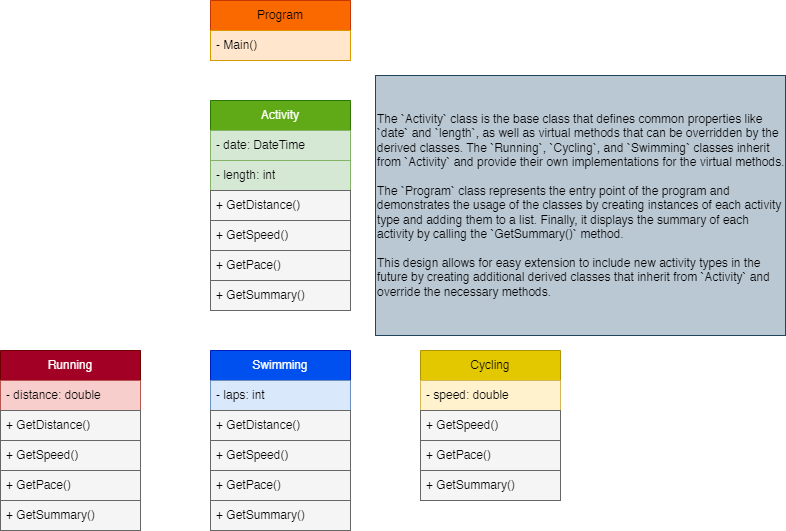 Program
- Main()
Activity
- date: DateTime
- length: int
+ GetDistance()
+ GetSpeed()
+ GetPace()
+ GetSummary()
The `Activity` class is the base class that defines common properties like
`date` and `length`, as well as virtual methods that can be overridden by the
derived classes. The `Running`, `Cycling`, and `Swimming` classes inherit
from `Activity` and provide their own implementations for the virtual methods.
The `Program` class represents the entry point of the program and
demonstrates the usage of the classes by creating instances of each activity
type and adding them to a list. Finally, it displays the summary of each
activity by calling the `GetSummary()` method.
This design allows for easy extension to include new activity types in the
future by creating additional derived classes that inherit from `Activity` and
override the necessary methods.
Running
- distance: double
+ GetDistance()
+ GetSpeed()
+ GetPace()
+ GetSummary()
Swimming
- laps: int
+ GetDistance()
+ GetSpeed()
+ GetPace()
+ GetSummary()
Cycling
- speed: double
+ GetSpeed()
+ GetPace()
+ GetSummary()